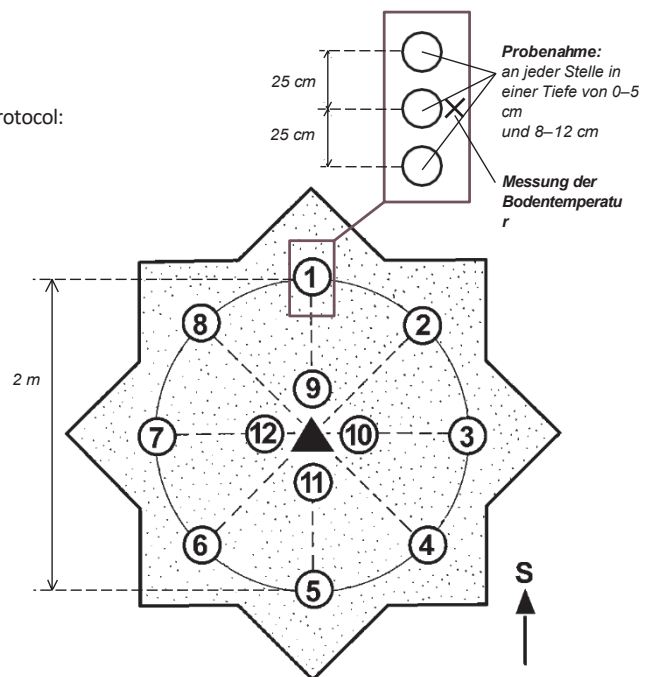 Probenahme:
an jeder Stelle in
einer Tiefe von 0–5
cm
und 8–12 cm
25 cm
25 cm
rotocol:
Messung der
Bodentemperatu
r
1
8
2
2 m
9
7
12
10
3
11
6
4
5
S